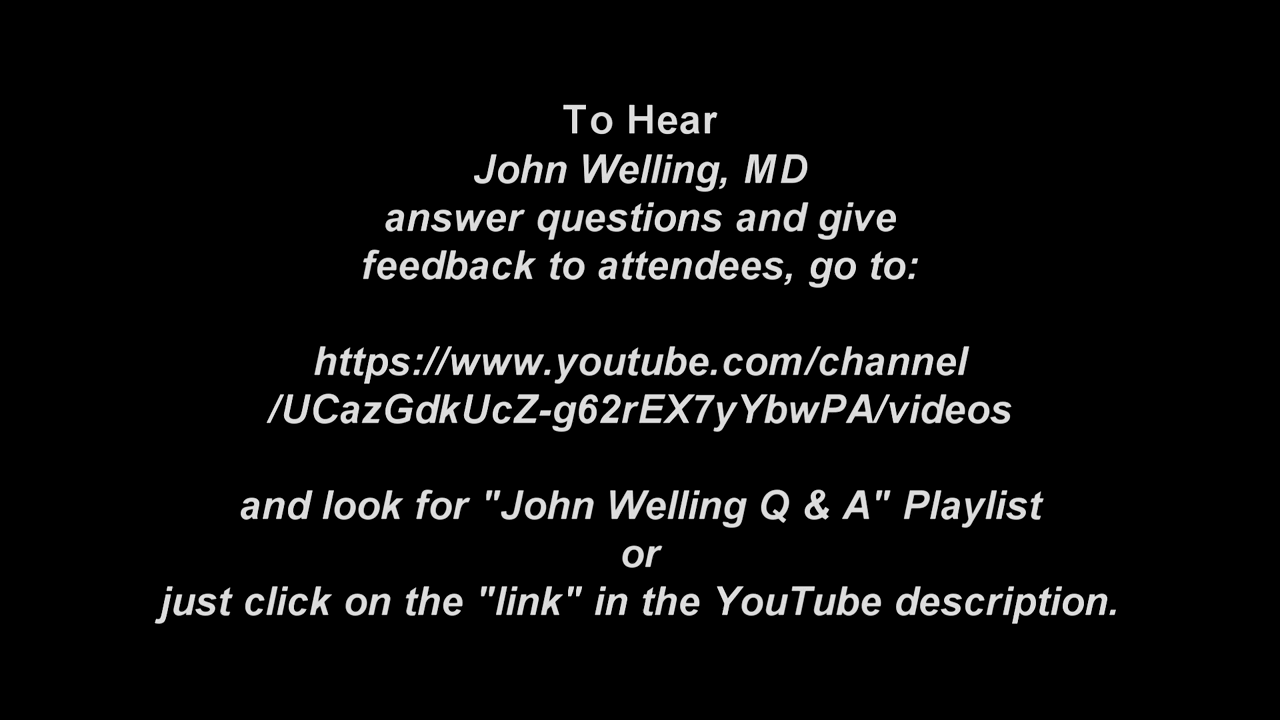 To Hear
John Welling, MD
answer questions and give
feedback to attendees, go to:
https://www.youtube.com/channel
/UCazGdkUcZ-g62rEX7yYbwPA/videos
and look for "John Welling Q & A" Playlist
or
just click on the "link" in the YouTube description.